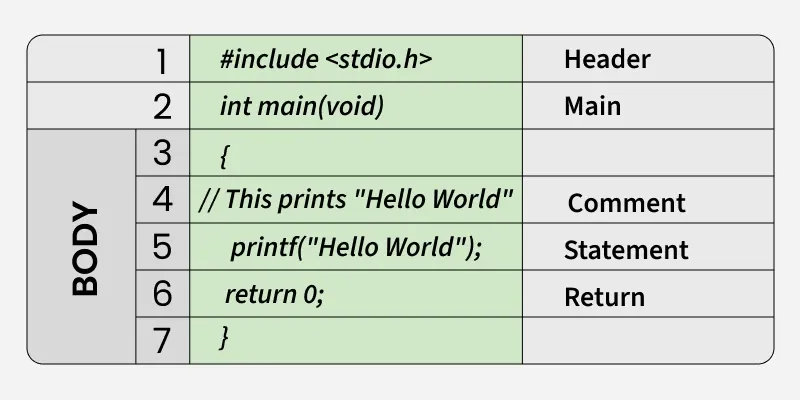 1 #include <stdio.h> Header
2 int main(void) Main
BODY
3 {
4 // This prints "Hello World" Comment
5 printf("Hello World"); Statement
6 return 0; Return
7 }